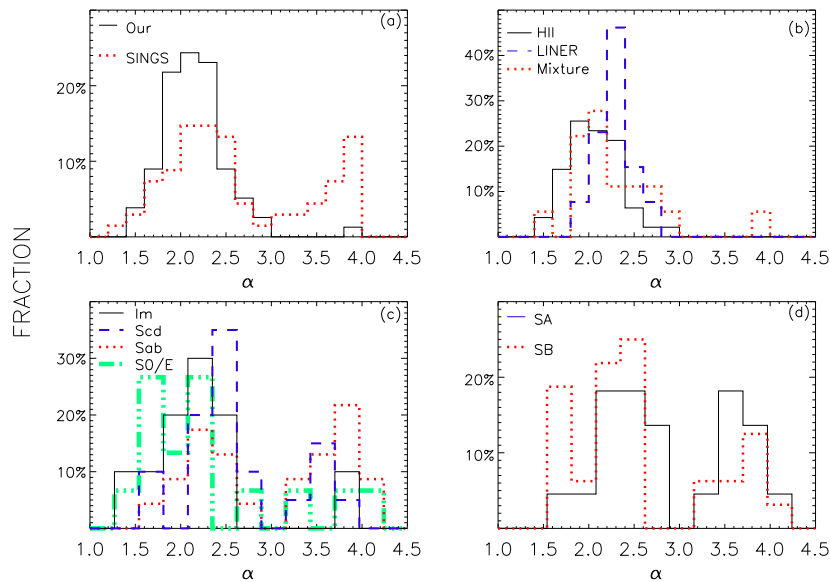 FRACTION
(a)
Our
SINGS
20%
10%
1.0 1.5 2.0 2.5 3.0 3.5 4.0 4.5
α
(b)
HII
LINER
Mixture
40%
30%
20%
10%
1.0 1.5 2.0 2.5 3.0 3.5 4.0 4.5
α
(c)
Im
Scd
Sab
S0/E
30%
20%
10%
1.0 1.5 2.0 2.5 3.0 3.5 4.0 4.5
α
(d)
SA
SB
20%
10%
1.0 1.5 2.0 2.5 3.0 3.5 4.0 4.5
α